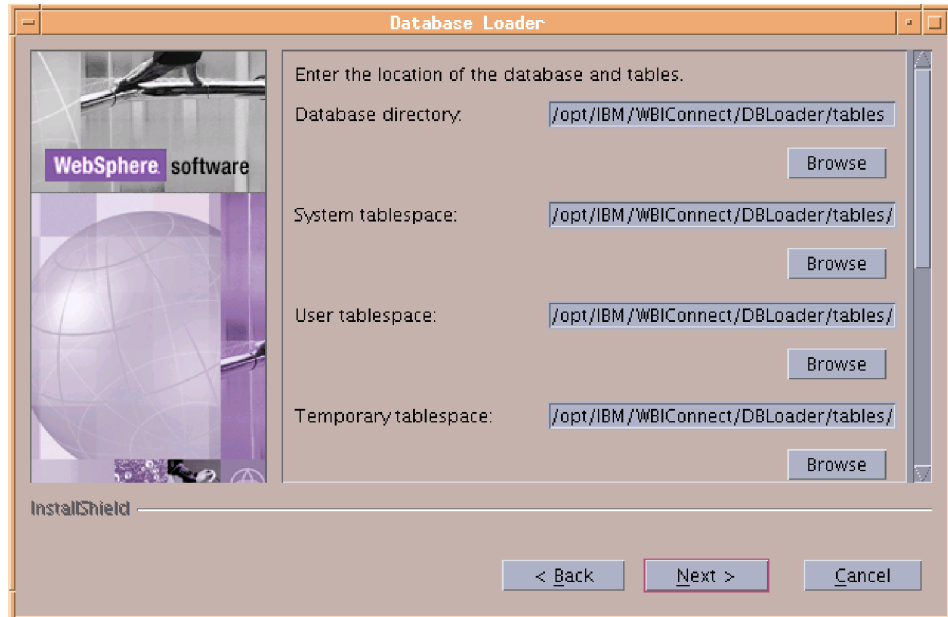 Database Loader
WebSphere software
Enter the location of the database and tables.
Database directory: /opt/IBM/WBIConnect/DBLoader/tables
Browse
System tablespace: /opt/IBM/WBIConnect/DBLoader/tables/
Browse
User tablespace: /opt/IBM/WBIConnect/DBLoader/tables/
Browse
Temporary tablespace: /opt/IBM/WBIConnect/DBLoader/tables/
Browse
InstallShield
< Back Next > Cancel